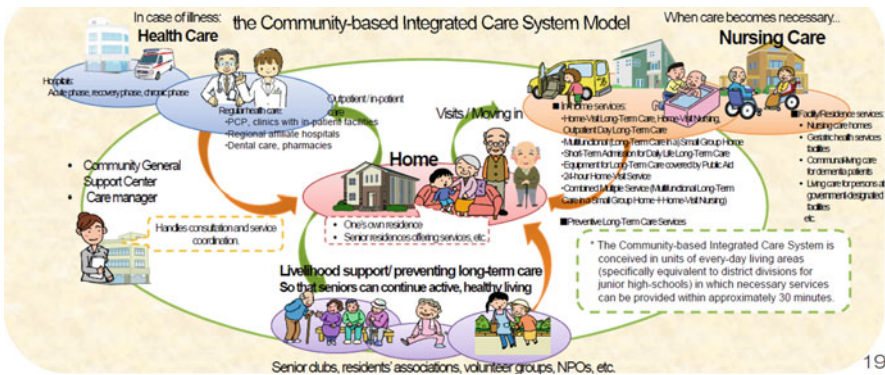 In case of illness:
Health Care
the Community-based Integrated Care System Model
When care becomes necessary...
Nursing Care
Hospitals:
Acute phase, recovery phase, chronic phase
Regular health care:
•PCP, clinics with in-patient facilities
•Regional affiliate hospitals
•Dental care, pharmacies
Outpatient / in-patient
care
Visits / Moving in
■In-home services:
•Home-Visit Long-Term Care, Home-Visit Nursing,
Outpatient Day Long-Term Care
•Multifunctional (Long-Term Care in a) Small Group Home
•Short-Term Admission for Daily Life Long-Term Care
•Equipment for Long-Term Care covered by Public Aid
•24-hour Home-Visit Service
•Combined Multiple Service (Multifunctional Long-Term
Care in a Small Group Home + Home-Visit Nursing)
■Preventive Long-Term Care Services
■Facility/Residence services:
• Nursing care homes
• Geriatric health services
facilities
• Communal-living care
for dementia patients
• Living care for persons at
government-designated
facilities
etc.
• Community General
Support Center
• Care manager
Handles consultation and service
coordination.
Home
• One's own residence
• Senior residences offering services, etc.
Livelihood support/ preventing long-term care
So that seniors can continue active, healthy living
Senior clubs, residents' associations, volunteer groups, NPOs, etc.
* The Community-based Integrated Care System is
conceived in units of every-day living areas
(specifically equivalent to district divisions for
junior high-schools) in which necessary services
can be provided within approximately 30 minutes.
19